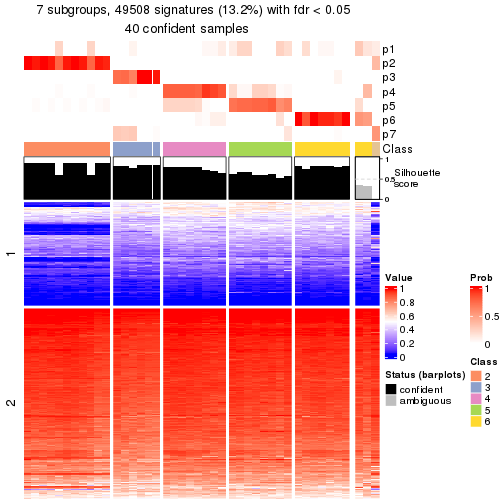 7 subgroups, 49508 signatures (13.2%) with fdr < 0.05
40 confident samples
p1
p2
p3
p4
p5
p6
p7
Class
1
0.5
0
Silhouette
score
1
2
Value
1
0.8
0.6
0.4
0.2
0
Prob
1
0.5
0
Status (barplots)
confident
ambiguous
Class
2
3
4
5
6